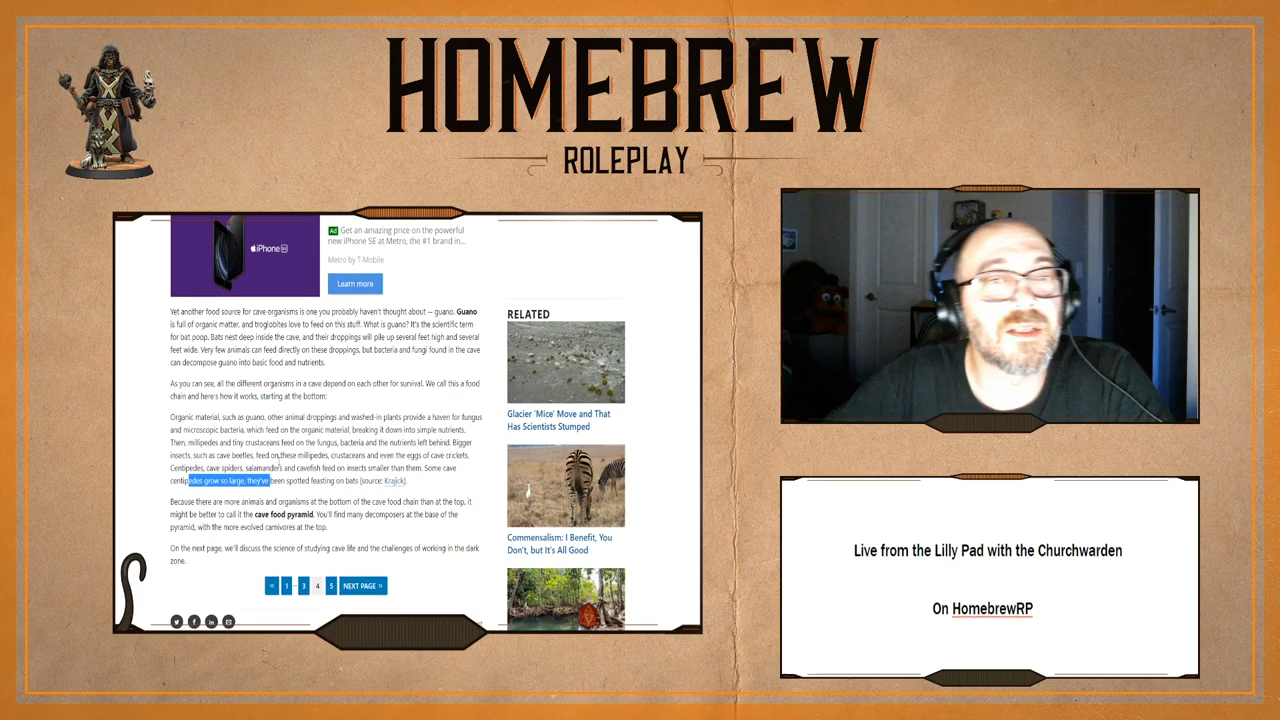 HOMEBREW
ROLEPLAY
iPhone SE
Ad Get an amazing price on the powerful
new iPhone SE at Metro, the #1 brand in...
Metro by T-Mobile
Learn more
Yet another food source for cave organisms is one you probably haven't thought about -- guano. Guano
is full of organic matter, and troglobites love to feed on this stuff. What is guano? It's the scientific term
for bat poop. Bats nest deep inside the cave, and their droppings will pile up several feet high and several
feet wide. Very few animals can feed directly on these droppings, but bacteria and fungi found in the cave
can decompose guano into basic food and nutrients.
As you can see, all the different organisms in a cave depend on each other for survival. We call this a food
chain and here's how it works, starting at the bottom:
Organic material, such as guano, other animal droppings and washed-in plants provide a haven for fungus
and microscopic bacteria, which feed on the organic material, breaking it down into simple nutrients.
Then, millipedes and tiny crustaceans feed on the fungus, bacteria and the nutrients left behind. Bigger
insects, such as cave beetles, feed on these millipedes, crustaceans and even the eggs of cave crickets.
Centipedes, cave spiders, salamanders and cavefish feed on insects smaller than them. Some cave
centipedes grow so large, they've been spotted feasting on bats [source: Krajick].
Because there are more animals and organisms at the bottom of the cave food chain than at the top, it
might be better to call it the cave food pyramid. You'll find many decomposers at the base of the
pyramid, with the more evolved carnivores at the top.
On the next page, we'll discuss the science of studying cave life and the challenges of working in the dark
zone.
« 1 ... 3 4 5 NEXT PAGE »
RELATED
Glacier 'Mice' Move and That
Has Scientists Stumped
Commensalism: I Benefit, You
Don't, but It's All Good
Live from the Lilly Pad with the Churchwarden
On HomebrewRP